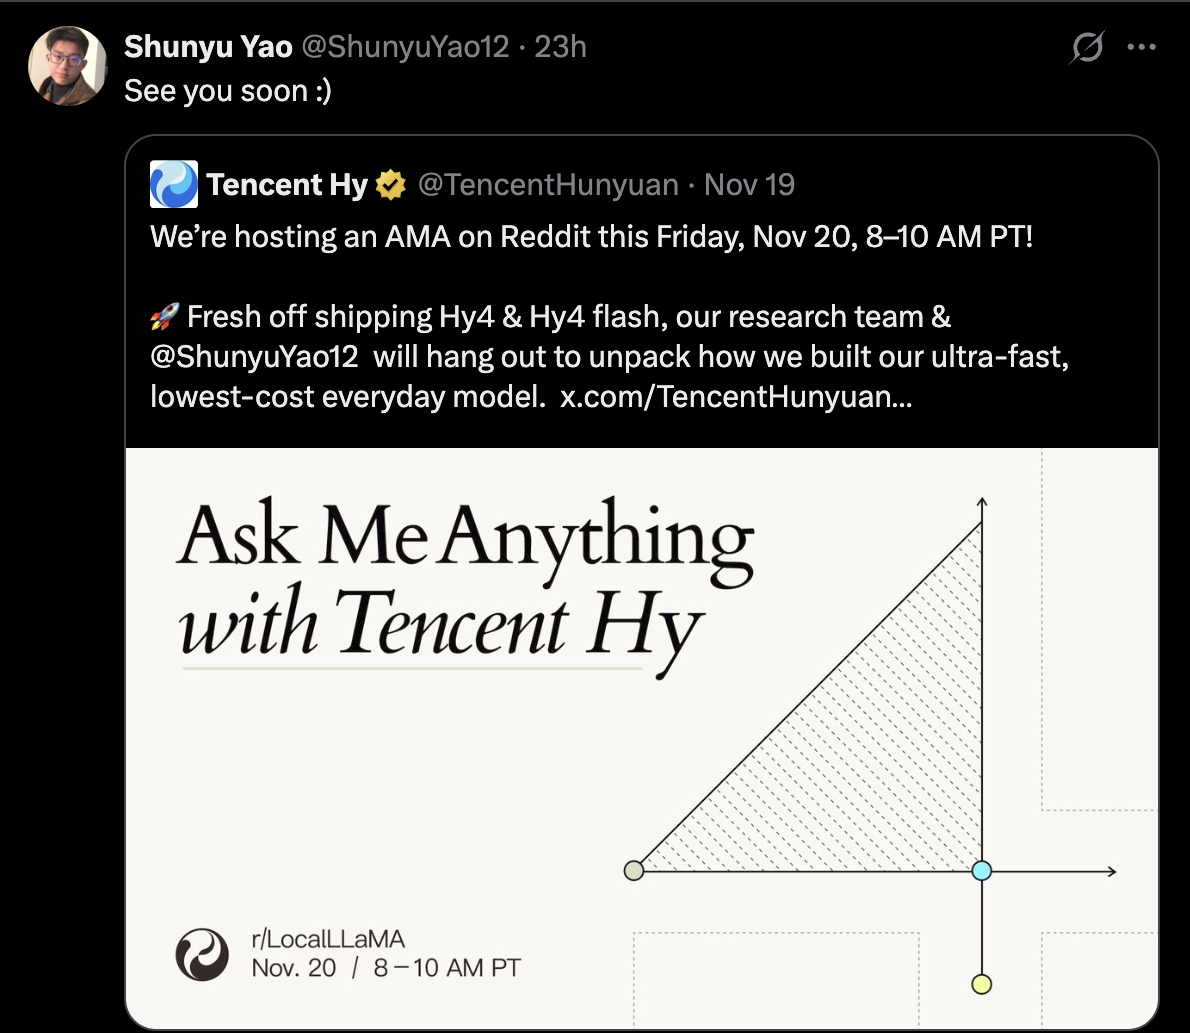 Shunyu Yao @ShunyuYao12 · 23h
See you soon :)
Tencent Hy @TencentHunyuan · Nov 19
We’re hosting an AMA on Reddit this Friday, Nov 20, 8–10 AM PT!
🚀 Fresh off shipping Hy4 & Hy4 flash, our research team &
@ShunyuYao12 will hang out to unpack how we built our ultra-fast,
lowest-cost everyday model. x.com/TencentHunyuan…
Ask Me Anything
with Tencent Hy
r/LocalLLaMA
Nov. 20 / 8–10 AM PT